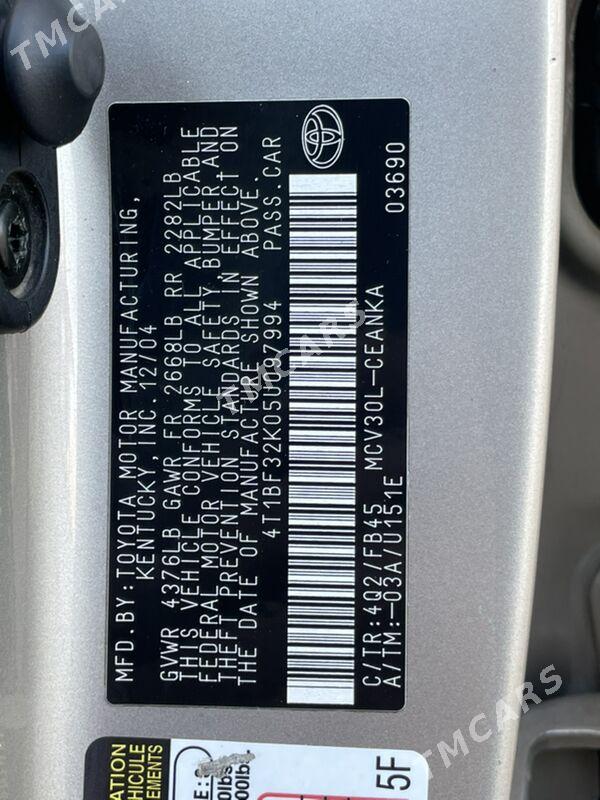 MFD.BY:TOYOTA MOTOR MANUFACTURING,
KENTUCKY,INC.12/04
GVWR 4376LB GAWR FR 2668LB RR 2282LB
THIS VEHICLE CONFORMS TO ALL APPLICABLE
FEDERAL MOTOR VEHICLE SAFETY, BUMPER,AND
THEFT PREVENTION STANDARDS IN EFFECT ON
THE DATE OF MANUFACTURE SHOWN ABOVE.
4T1BF32K05U097994 PASS.CAR
C/TR:4Q2/FB45 MCV30L-CEANKA 03690
A/TM:-03A/U151E
5F
TMCARS
TMCARS
TMCARS